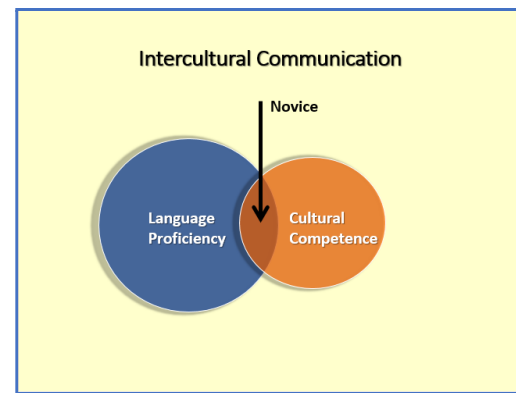 Intercultural Communication
Novice
Language
Proficiency
Cultural
Competence